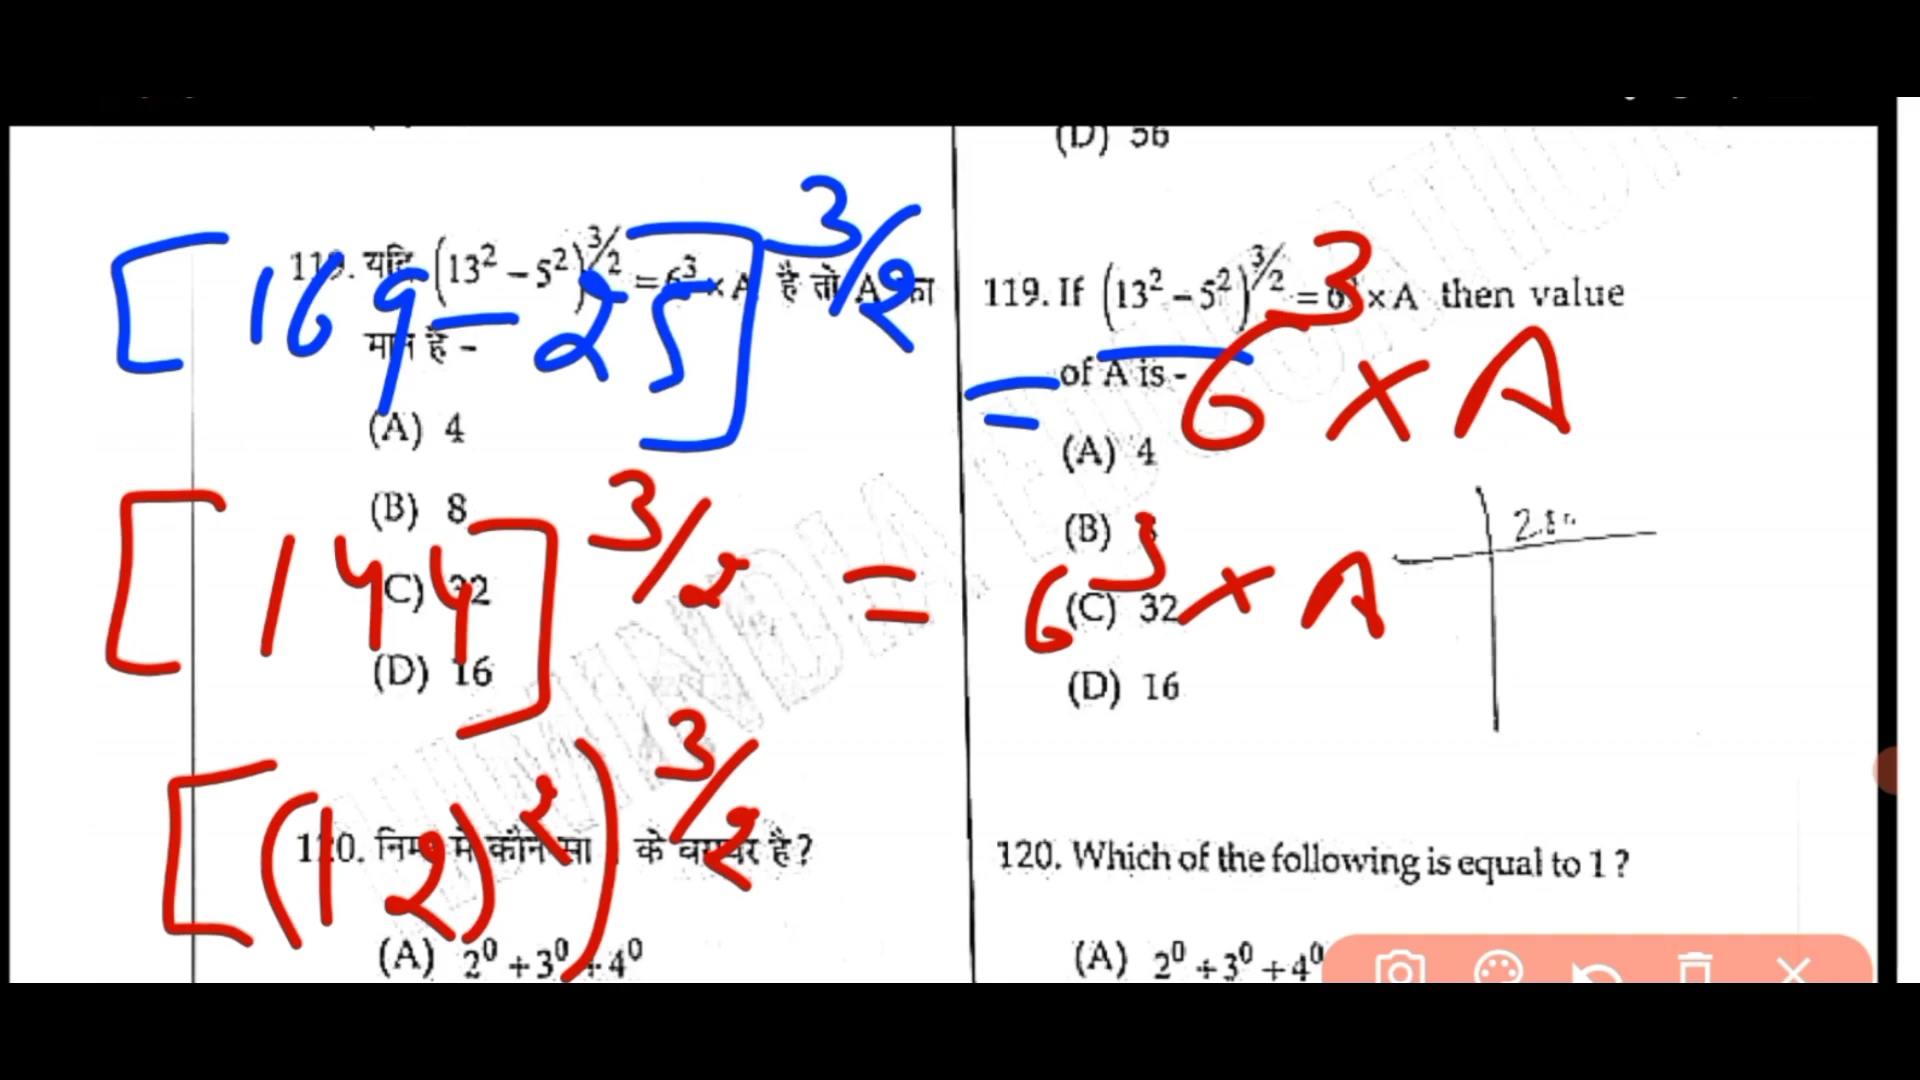 (D) 56
119. यदि (13² – 5²)^3/2 = 6³ × A है तो A का
मान है -
(A) 4
(B) 8
(C) 32
(D) 16
119. If (13² – 5²)^3/2 = 6³ × A then value
of A is -
(A) 4
(B) 8
(C) 32
(D) 16
[169 – 25]^3/2 = 6³ × A
[144]^3/2 = 6³ × A
[(12)²)^3/2
120. निम्न में कौन सा 1 के बराबर है?
(A) 2⁰ + 3⁰ + 4⁰
120. Which of the following is equal to 1 ?
(A) 2⁰ + 3⁰ + 4⁰